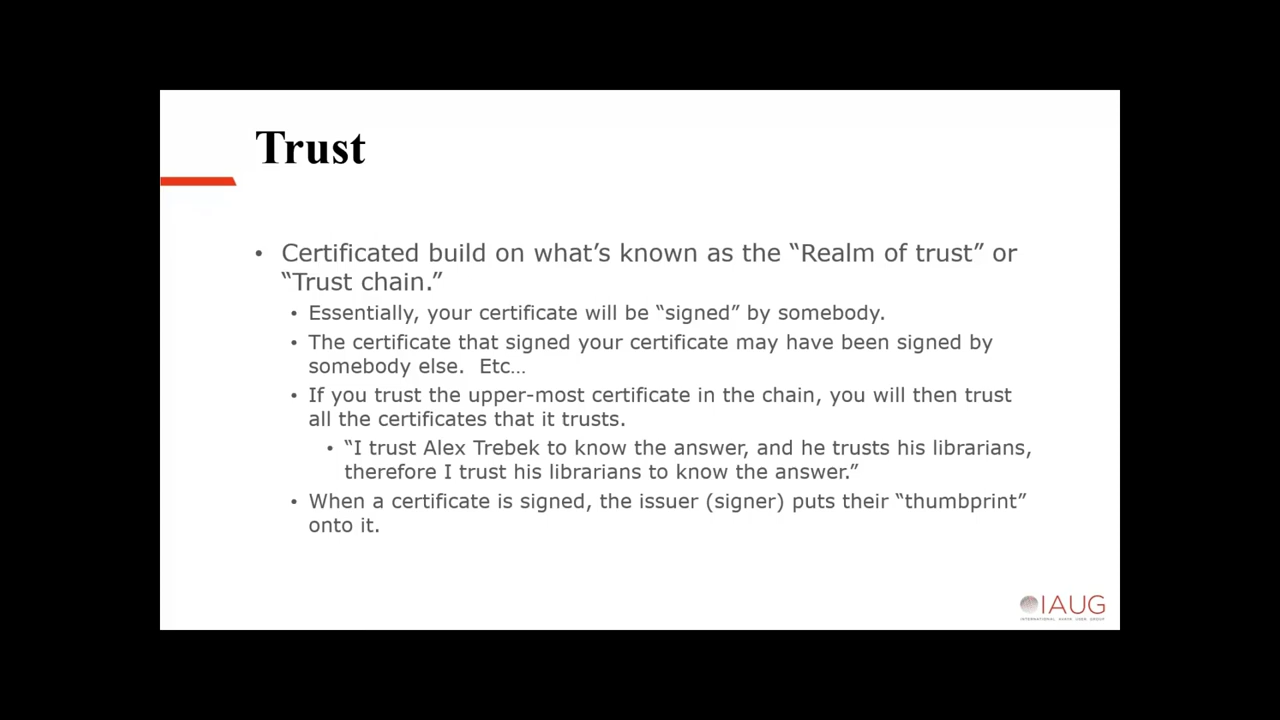 Trust
• Certificated build on what’s known as the “Realm of trust” or
“Trust chain.”
• Essentially, your certificate will be “signed” by somebody.
• The certificate that signed your certificate may have been signed by
somebody else.  Etc…
• If you trust the upper-most certificate in the chain, you will then trust
all the certificates that it trusts.
• “I trust Alex Trebek to know the answer, and he trusts his librarians,
therefore I trust his librarians to know the answer.”
• When a certificate is signed, the issuer (signer) puts their “thumbprint”
onto it.
IAUG
INTERNATIONAL AVAYA USER GROUP